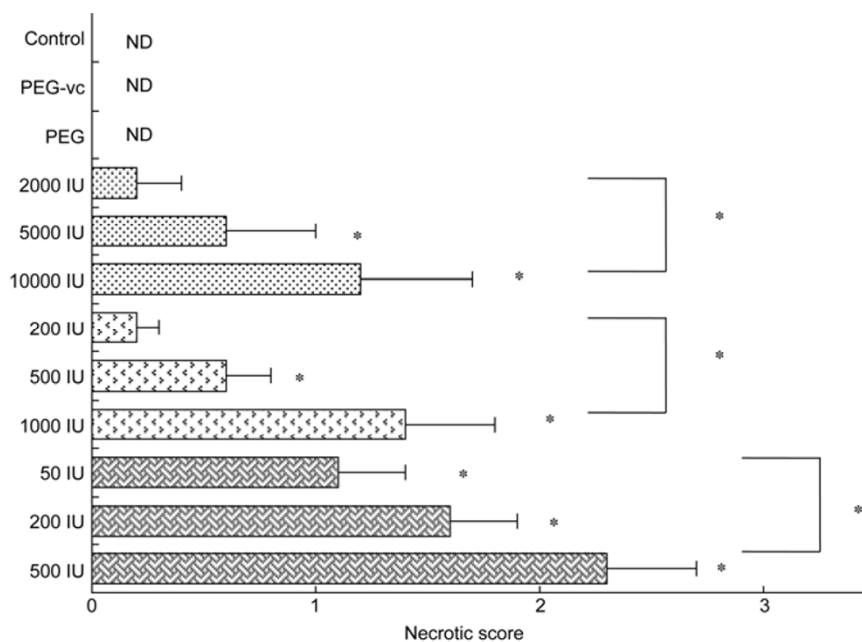 Control ND
PEG-vc ND
PEG ND
2000 IU
*
5000 IU *
10000 IU *
200 IU
*
500 IU *
1000 IU *
50 IU *
*
200 IU *
500 IU *
0 1 2 3
Necrotic score